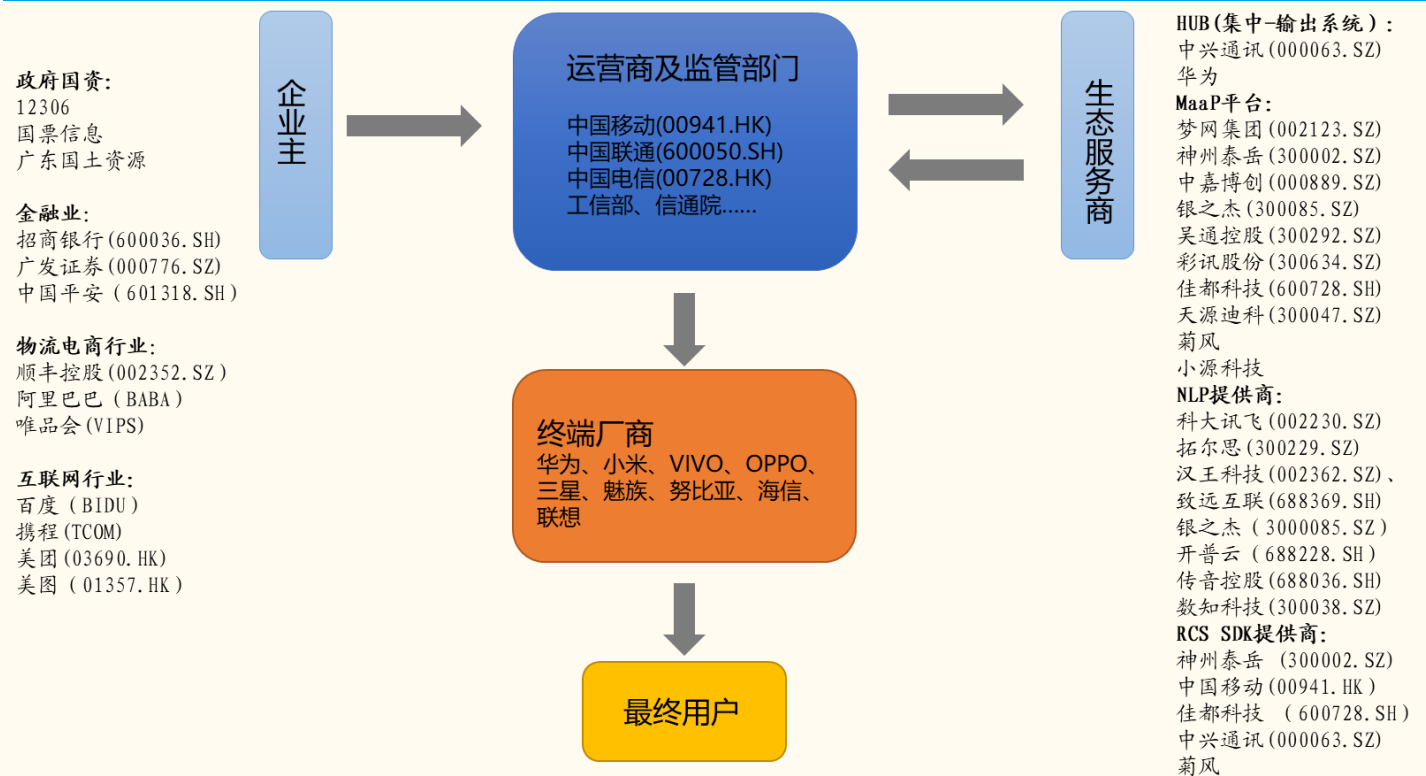 政府国资:
12306
国票信息
广东国土资源
金融业:
招商银行(600036.SH)
广发证券(000776.SZ)
中国平安（601318.SH）
物流电商行业:
顺丰控股(002352.SZ）
阿里巴巴（BABA）
唯品会(VIPS)
互联网行业:
百度（BIDU）
携程(TCOM)
美团(03690.HK)
美图（01357.HK）
企业主
运营商及监管部门
中国移动(00941.HK)
中国联通(600050.SH)
中国电信(00728.HK)
工信部、信通院……
终端厂商
华为、小米、VIVO、OPPO、
三星、魅族、努比亚、海信、
联想
最终用户
生态服务商
HUB(集中-输出系统）:
中兴通讯(000063.SZ)
华为
MaaP平台:
梦网集团(002123.SZ)
神州泰岳(300002.SZ)
中嘉博创(000889.SZ)
银之杰(300085.SZ)
吴通控股(300292.SZ)
彩讯股份(300634.SZ)
佳都科技(600728.SH)
天源迪科(300047.SZ)
菊风
小源科技
NLP提供商:
科大讯飞(002230.SZ)
拓尔思(300229.SZ)
汉王科技(002362.SZ)、
致远互联(688369.SH)
银之杰（3000085.SZ）
开普云（688228.SH）
传音控股(688036.SH)
数知科技(300038.SZ)
RCS SDK提供商:
神州泰岳 (300002.SZ)
中国移动(00941.HK）
佳都科技 （600728.SH）
中兴通讯(000063.SZ)
菊风